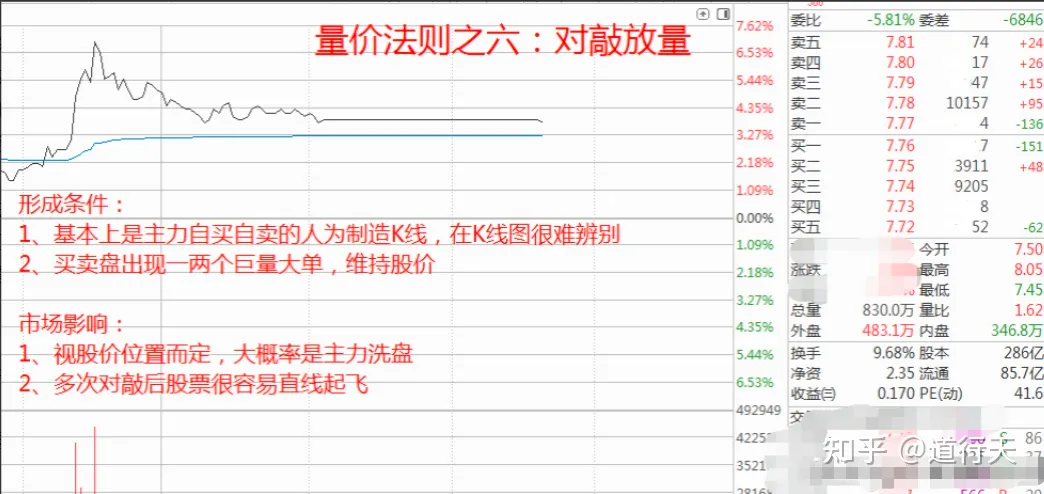 量价法则之六：对敲放量
形成条件：
1、基本上是主力自买自卖的人为制造K线，在K线图很难辨别
2、买卖盘出现一两个巨量大单，维持股价
市场影响：
1、视股价位置而定，大概率是主力洗盘
2、多次对敲后股票很容易直线起飞
7.62%
6.53%
5.44%
4.35%
3.27%
2.18%
1.09%
0.00%
1.09%
2.18%
3.27%
4.35%
5.44%
6.53%
492949
42252
35212
委比 -5.81% 委差 -6846
卖五 7.81 74 +24
卖四 7.80 17 +26
卖三 7.79 47 +15
卖二 7.78 10157 +95
卖一 7.77 4 -136
买一 7.76 7 -151
买二 7.75 3911 +48
买三 7.74 9205
买四 7.73 8
买五 7.72 52 -62
今开 7.50
涨跌 最高 8.05
最低 7.45
总量 830.0万 量比 1.62
外盘 483.1万 内盘 346.8万
换手 9.68% 股本 286亿
净资 2.35 流通 85.7亿
收益㈢ 0.170 PE(动) 41.6
86
知乎 @道行天